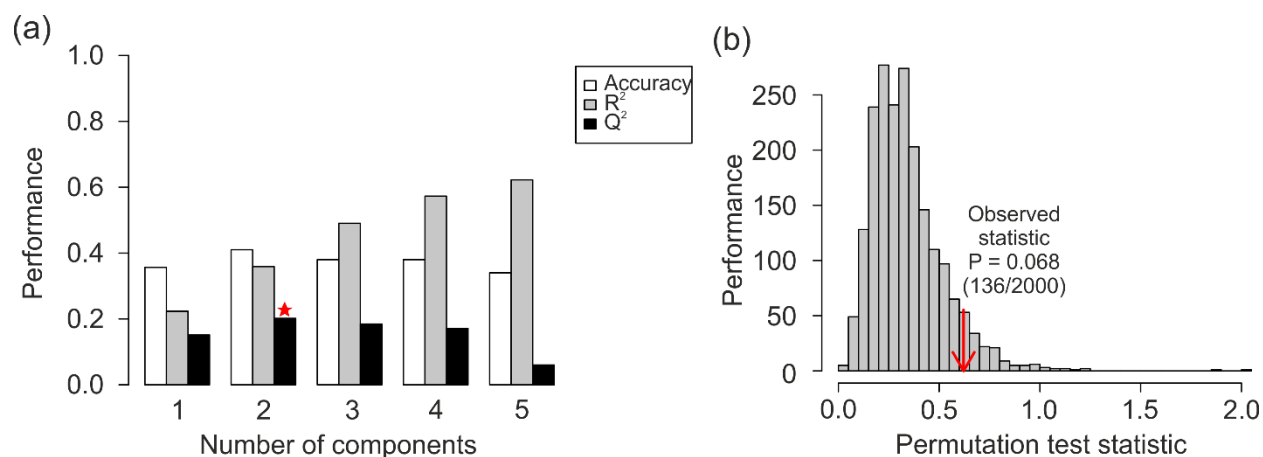 (a)
1.0
0.8
0.6
0.4
0.2
0.0
Performance
1 2 3 4 5
Number of components
Accuracy
R²
Q²
(b)
250
200
150
100
50
0
Performance
Observed
statistic
P = 0.068
(136/2000)
0.0 0.5 1.0 1.5 2.0
Permutation test statistic